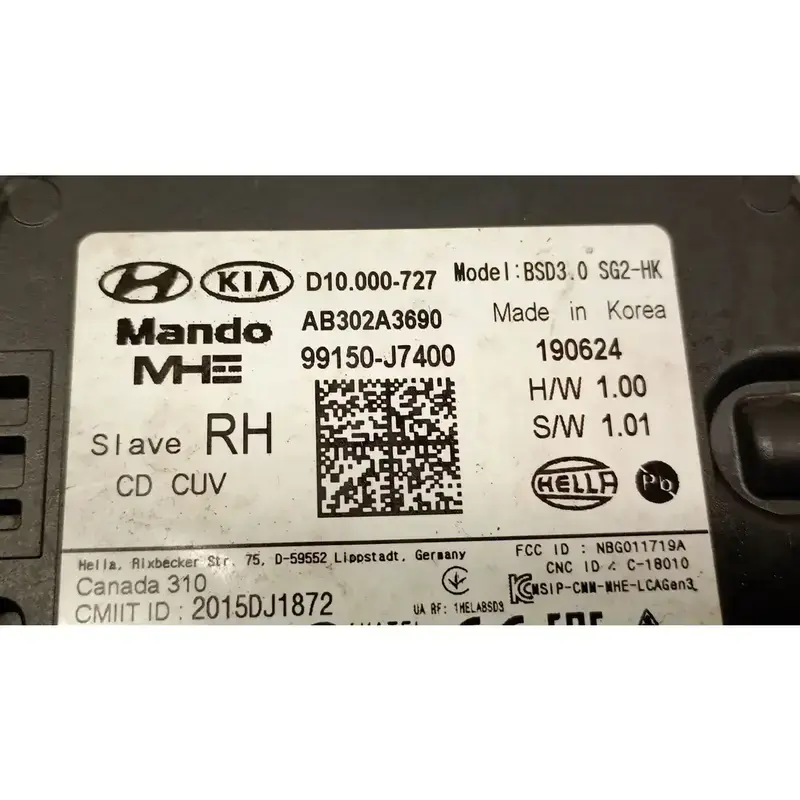 KIA D10.000-727 Model:BSD3.0 SG2-HK
Mando AB302A3690 Made in Korea
MHE 99150-J7400 190624
H/W 1.00
Slave RH S/W 1.01
CD CUV HELLA Pb
Hella, Rixbecker Str. 75, D-59552 Lippstadt, Germany FCC ID : NBG011719A
Canada 310 CNC ID : C-18010
MSIP-CMM-MHE-LCAGen3
CMIIT ID : 2015DJ1872 UA RF: 1HELABSD3